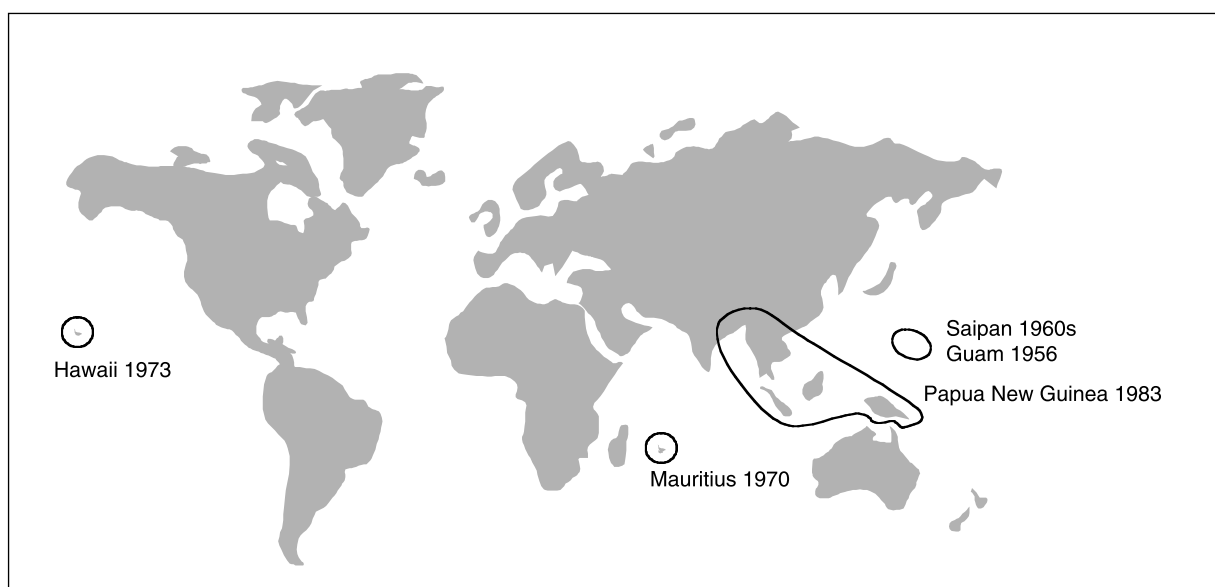 Saipan 1960s
Guam 1956
Hawaii 1973
Papua New Guinea 1983
Mauritius 1970